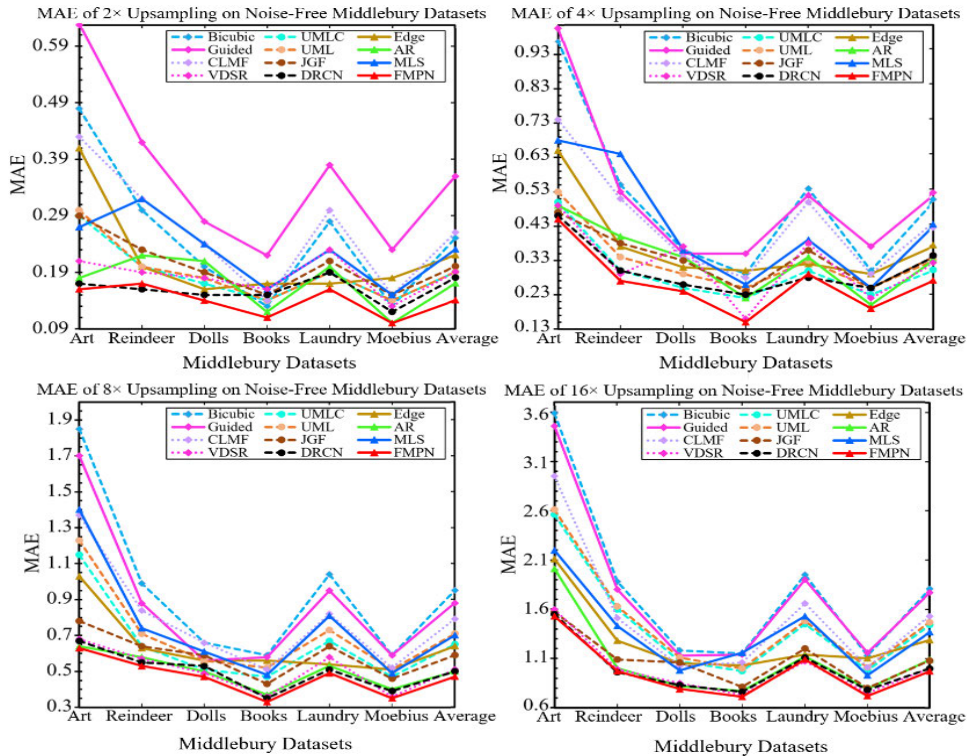 MAE of 2× Upsampling on Noise-Free Middlebury Datasets
0.59
0.49
0.39
0.29
0.19
0.09
MAE
Bicubic UMLC Edge
Guided UML AR
CLMF JGF MLS
VDSR DRCN FMPN
Art Reindeer Dolls Books Laundry Moebius Average
Middlebury Datasets
MAE of 4× Upsampling on Noise-Free Middlebury Datasets
0.93
0.83
0.73
0.63
0.53
0.43
0.33
0.23
0.13
MAE
Bicubic UMLC Edge
Guided UML AR
CLMF JGF MLS
VDSR DRCN FMPN
Art Reindeer Dolls Books Laundry Moebius Average
Middlebury Datasets
MAE of 8× Upsampling on Noise-Free Middlebury Datasets
1.9
1.7
1.5
1.3
1.1
0.9
0.7
0.5
0.3
MAE
Bicubic UMLC Edge
Guided UML AR
CLMF JGF MLS
VDSR DRCN FMPN
Art Reindeer Dolls Books Laundry Moebius Average
Middlebury Datasets
MAE of 16× Upsampling on Noise-Free Middlebury Datasets
3.6
3.1
2.6
2.1
1.6
1.1
0.6
MAE
Bicubic UMLC Edge
Guided UML AR
CLMF JGF MLS
VDSR DRCN FMPN
Art Reindeer Dolls Books Laundry Moebius Average
Middlebury Datasets